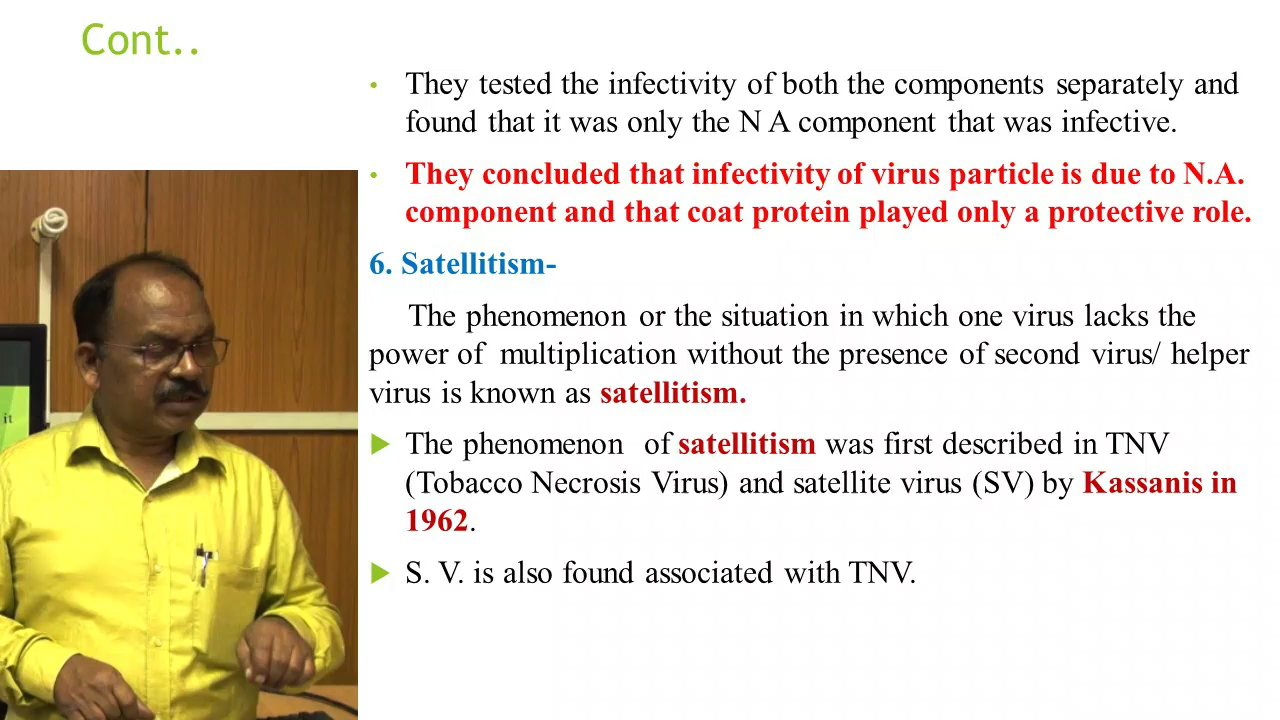 Cont..
• They tested the infectivity of both the components separately and
found that it was only the N A component that was infective.
• They concluded that infectivity of virus particle is due to N.A.
component and that coat protein played only a protective role.
6. Satellitism-
The phenomenon or the situation in which one virus lacks the
power of multiplication without the presence of second virus/ helper
virus is known as satellitism.
The phenomenon of satellitism was first described in TNV
(Tobacco Necrosis Virus) and satellite virus (SV) by Kassanis in
1962.
S. V. is also found associated with TNV.
it